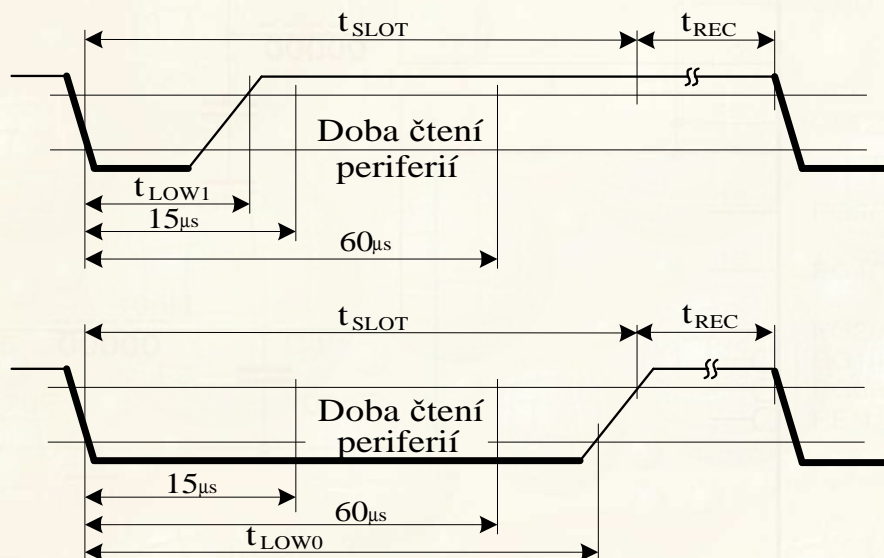 tSLOT tREC
Doba čtení
periferií
tLOW1
15μs
60μs
tSLOT tREC
Doba čtení
periferií
15μs
60μs
tLOW0